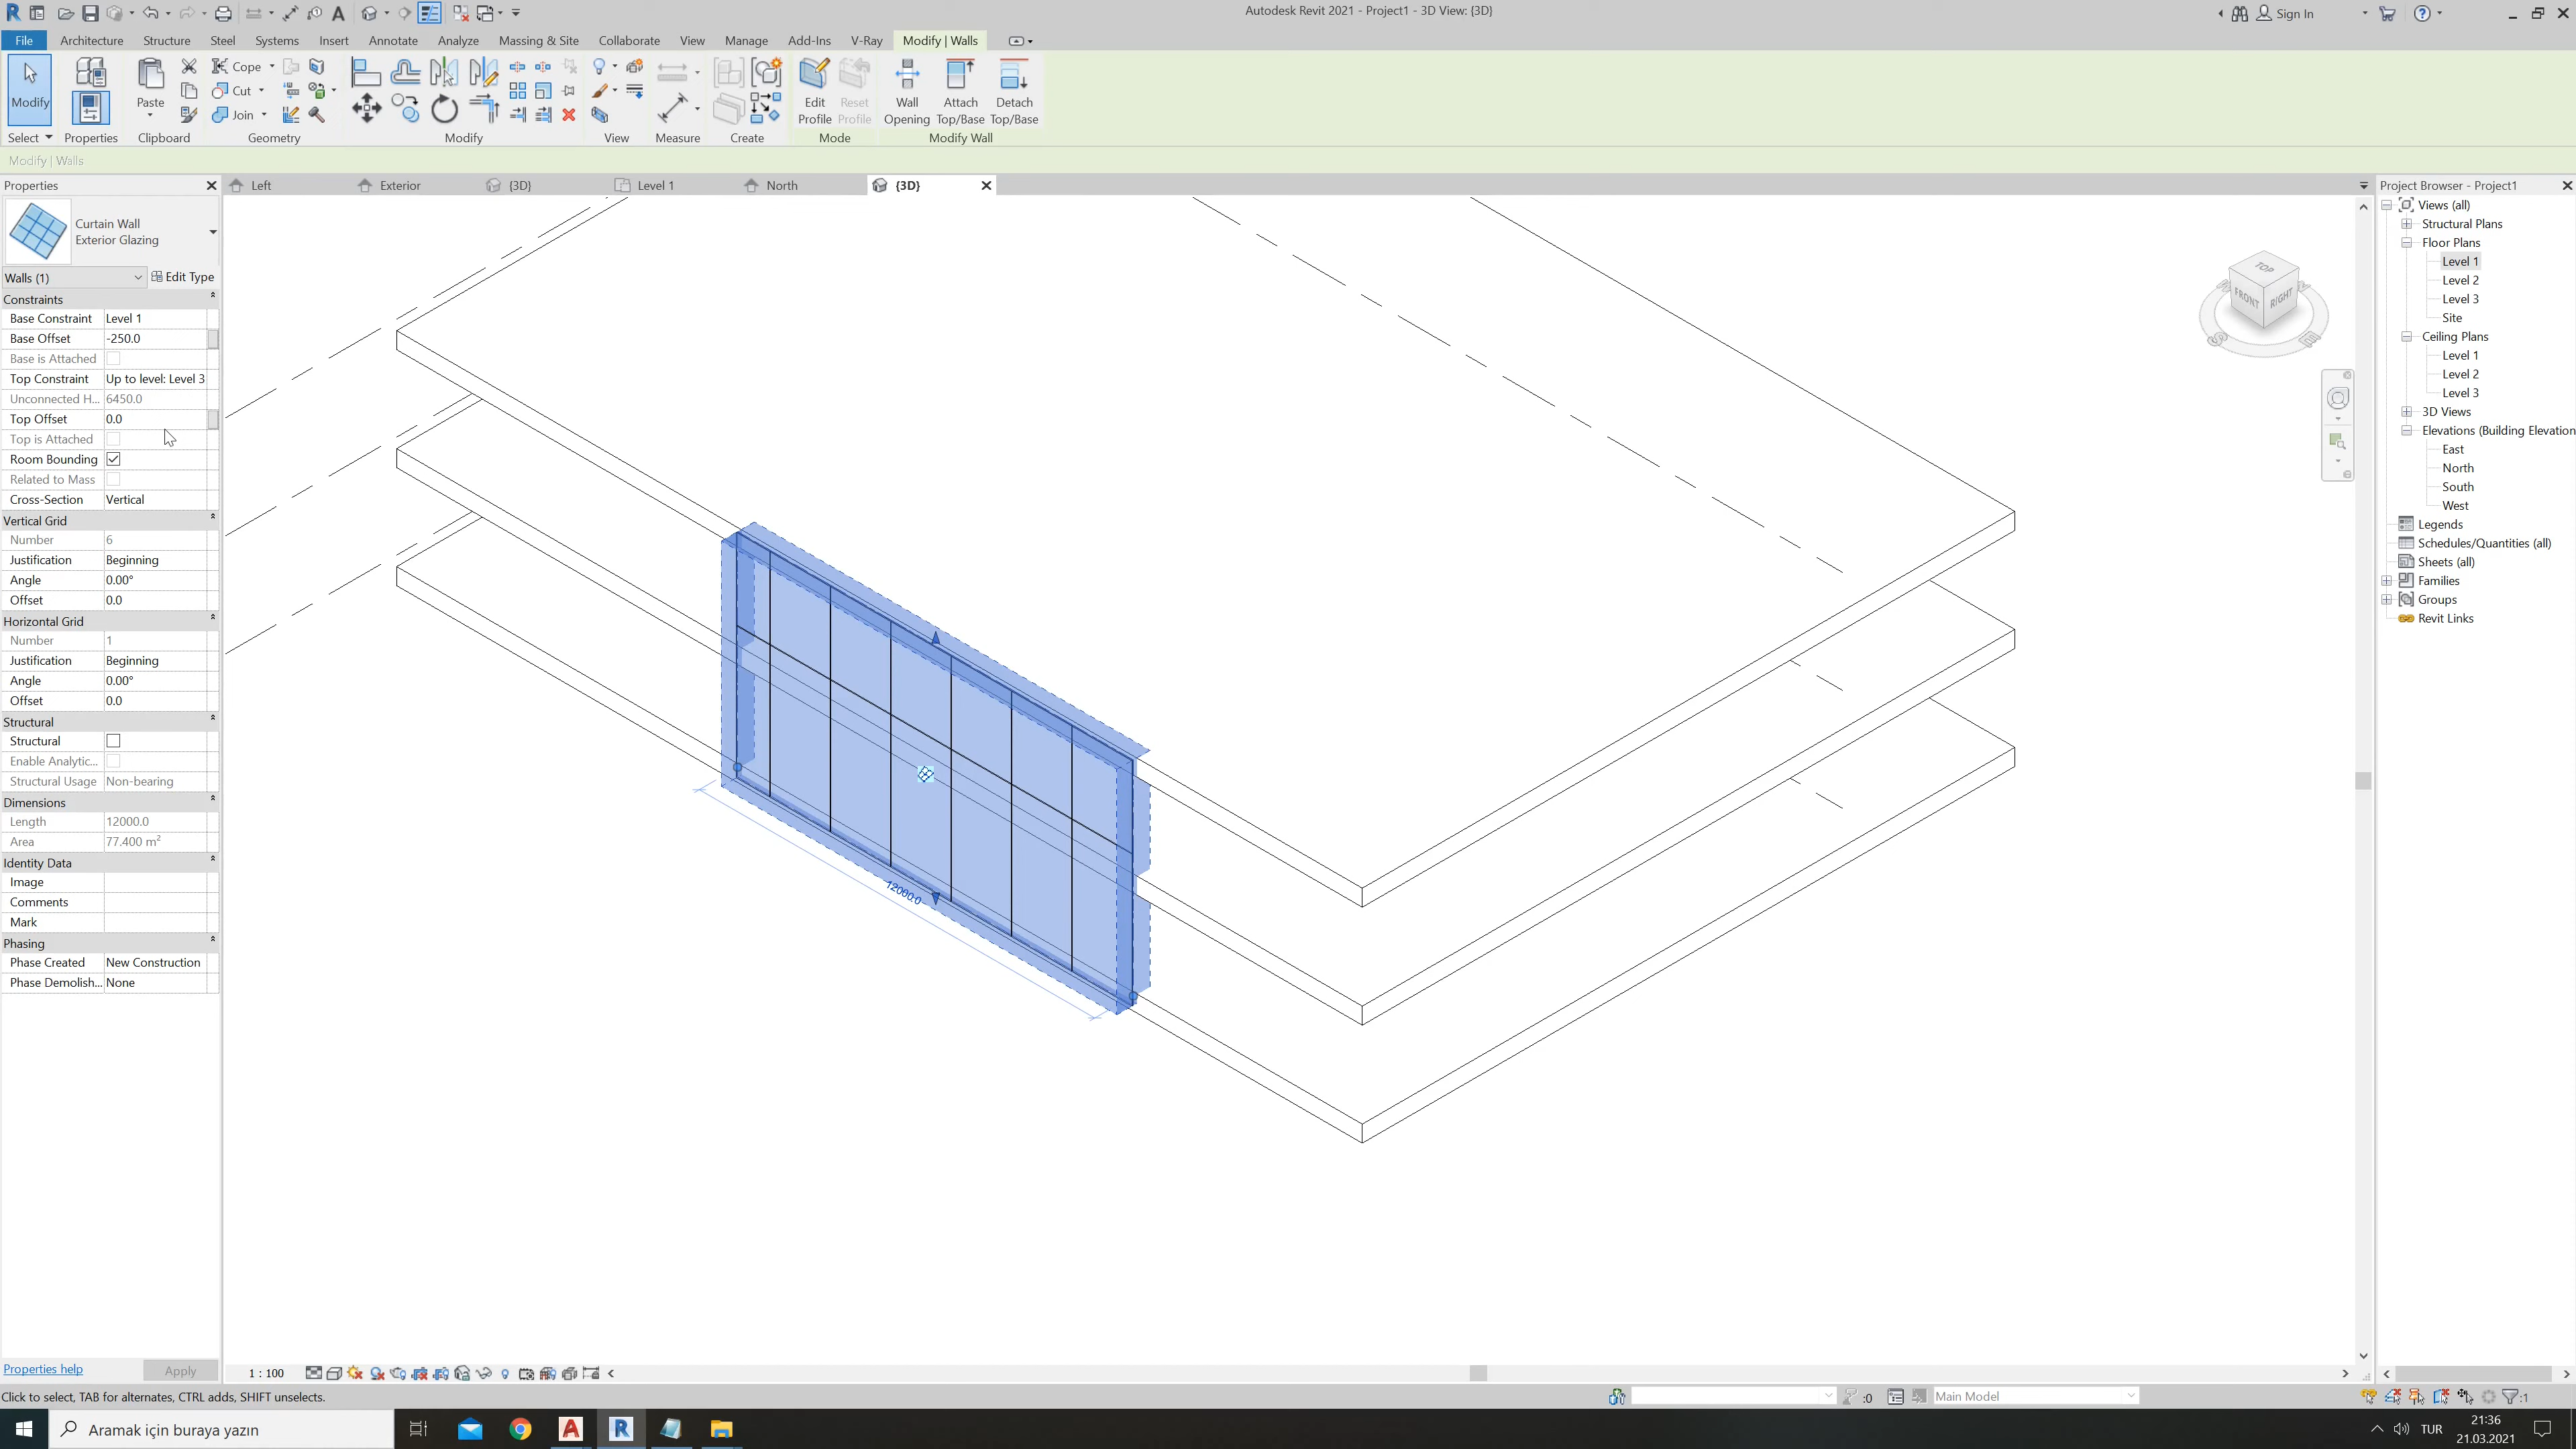 Autodesk Revit 2021 - Project1 - 3D View: {3D}
Sign In
File Architecture Structure Steel Systems Insert Annotate Analyze Massing & Site Collaborate View Manage Add-Ins V-Ray Modify | Walls
Modify
Paste
Cope
Cut
Join
Edit Profile
Reset Profile
Wall Opening
Attach Top/Base
Detach Top/Base
Select Properties Clipboard Geometry Modify View Measure Create Mode Modify Wall
Modify | Walls
Properties
Left Exterior {3D} Level 1 North {3D}
Project Browser - Project1
Curtain Wall
Exterior Glazing
Walls (1) Edit Type
Constraints
Base Constraint Level 1
Base Offset -250.0
Base is Attached
Top Constraint Up to level: Level 3
Unconnected H... 6450.0
Top Offset 0.0
Top is Attached
Room Bounding
Related to Mass
Cross-Section Vertical
Vertical Grid
Number 6
Justification Beginning
Angle 0.00°
Offset 0.0
Horizontal Grid
Number 1
Justification Beginning
Angle 0.00°
Offset 0.0
Structural
Structural
Enable Analytic...
Structural Usage Non-bearing
Dimensions
Length 12000.0
Area 77.400 m²
Identity Data
Image
Comments
Mark
Phasing
Phase Created New Construction
Phase Demolish... None
Properties help Apply
12000.0
TOP
FRONT
RIGHT
S
E
Views (all)
Structural Plans
Floor Plans
Level 1
Level 2
Level 3
Site
Ceiling Plans
Level 1
Level 2
Level 3
3D Views
Elevations (Building Elevation
East
North
South
West
Legends
Schedules/Quantities (all)
Sheets (all)
Families
Groups
Revit Links
1 : 100
Click to select, TAB for alternates, CTRL adds, SHIFT unselects.
:0
Main Model
:1
Aramak için buraya yazın
TUR
21:36
21.03.2021